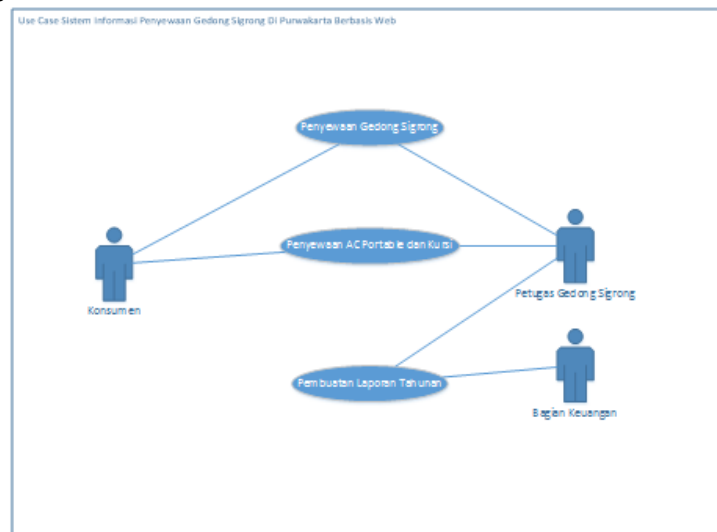 Use Case Sistem Informasi Penyewaan Gedong Sigrong Di Purwakarta Berbasis Web
Penyewaan Gedong Sigrong
Penyewaan AC Portable dan Kursi
Konsumen
Petugas Gedong Sigrong
Pembuatan Laporan Tahunan
Bagian Keuangan